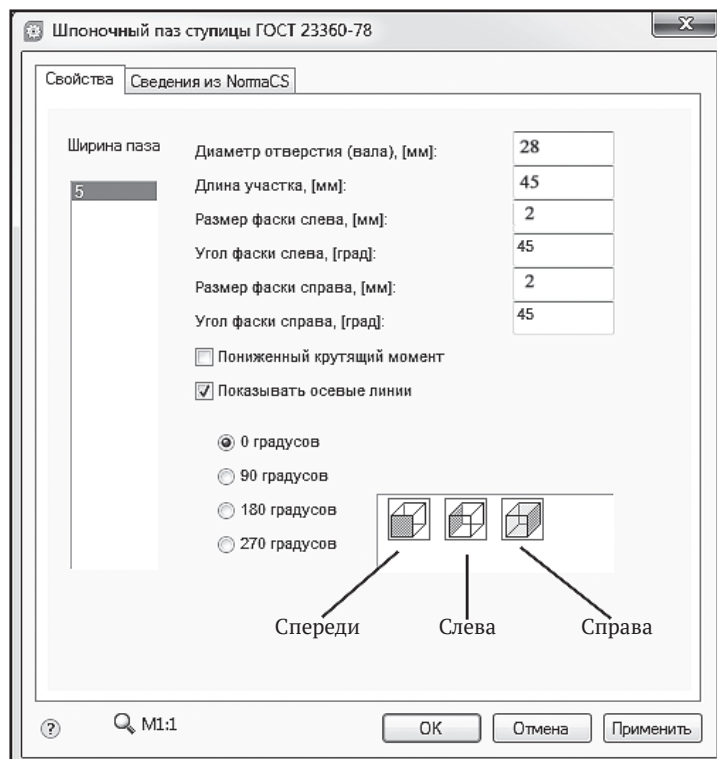 Шпоночный паз ступицы ГОСТ 23360-78
Свойства
Сведения из NormaCS
Ширина паза
5
Диаметр отверстия (вала), [мм]: 28
Длина участка, [мм]: 45
Размер фаски слева, [мм]: 2
Угол фаски слева, [град]: 45
Размер фаски справа, [мм]: 2
Угол фаски справа, [град]: 45
Пониженный крутящий момент
Показывать осевые линии
0 градусов
90 градусов
180 градусов
270 градусов
Спереди
Слева
Справа
? M1:1
OK
Отмена
Применить